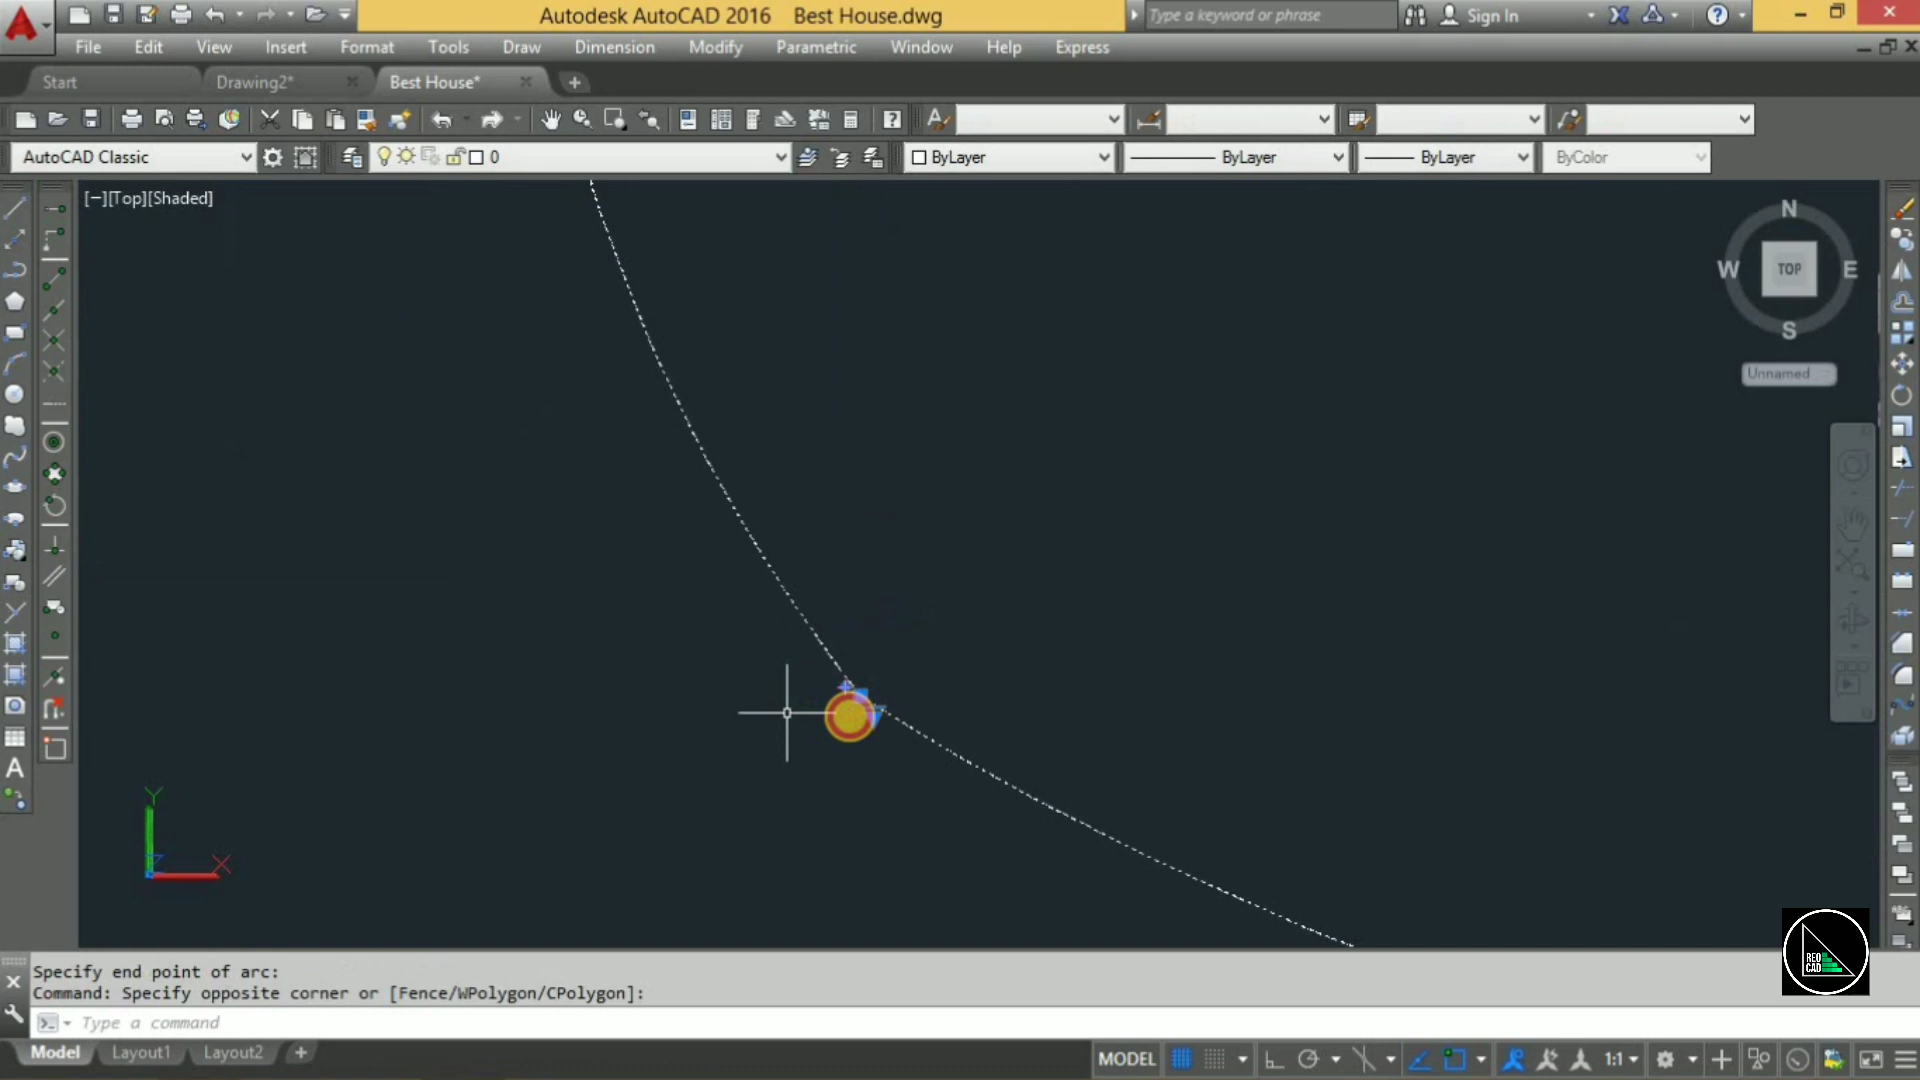 Autodesk AutoCAD 2016 Best House.dwg
Type a keyword or phrase
Sign In
File Edit View Insert Format Tools Draw Dimension Modify Parametric Window Help Express
Start
Drawing2*
Best House*
AutoCAD Classic
0
ByLayer
ByLayer
ByLayer
ByColor
[−][Top][Shaded]
N
W
TOP
E
S
Unnamed
A
Y
Z
X
REO
CAD
Specify end point of arc:
Command: Specify opposite corner or [Fence/WPolygon/CPolygon]:
Type a command
Model Layout1 Layout2 +
MODEL
1:1